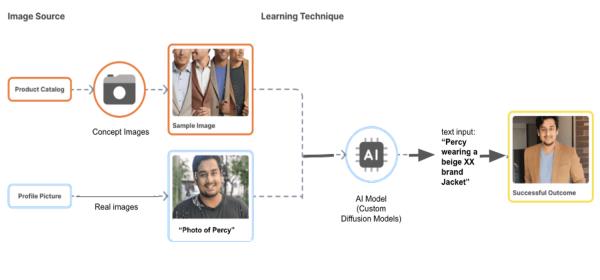 Image Source
Learning Technique
Product Catalog
Concept Images
Sample Image
Profile Picture
Real images
“Photo of Percy”
AI
AI Model
(Custom
Diffusion Models)
text input:
“Percy
wearing a
beige XX
brand
Jacket”
Successful Outcome